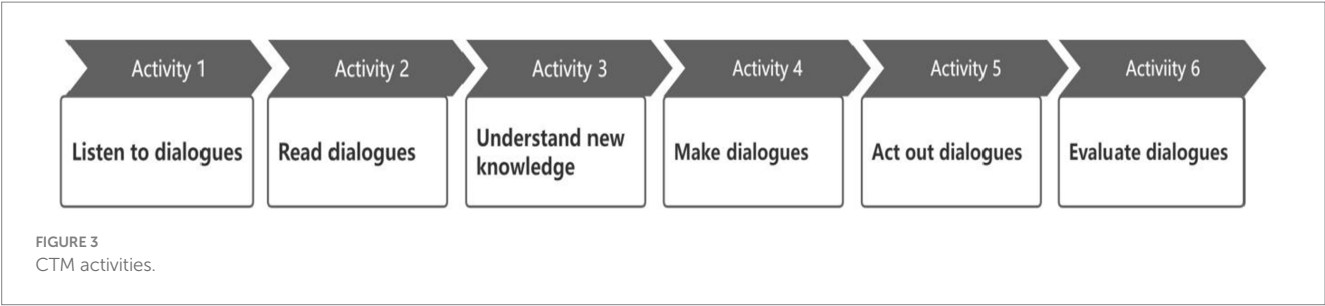 Activity 1
Activity 2
Activity 3
Activity 4
Activity 5
Activiity 6
Listen to dialogues
Read dialogues
Understand new
knowledge
Make dialogues
Act out dialogues
Evaluate dialogues
FIGURE 3
CTM activities.